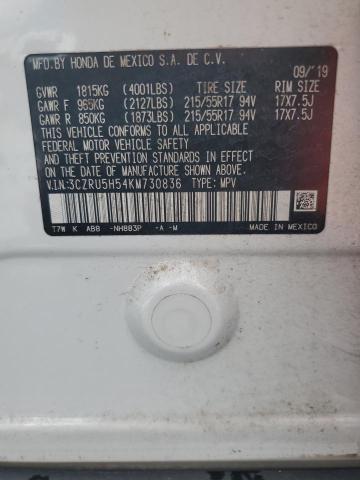 MFD.BY HONDA DE MEXICO S.A. DE C.V.
09/'19
GVWR 1815KG (4001LBS) TIRE SIZE RIM SIZE
GAWR F 965KG (2127LBS) 215/55R17 94V 17X7.5J
GAWR R 850KG (1873LBS) 215/55R17 94V 17X7.5J
THIS VEHICLE CONFORMS TO ALL APPLICABLE
FEDERAL MOTOR VEHICLE SAFETY AND THEFT
PREVENTION STANDARDS IN EFFECT ON THE DATE
OF MANUFACTURE SHOWN ABOVE.
V.I.N:3CZRU5H54KM730836 TYPE: MPV
T7W K ABB -NH883P -A -M
MADE IN MEXICO